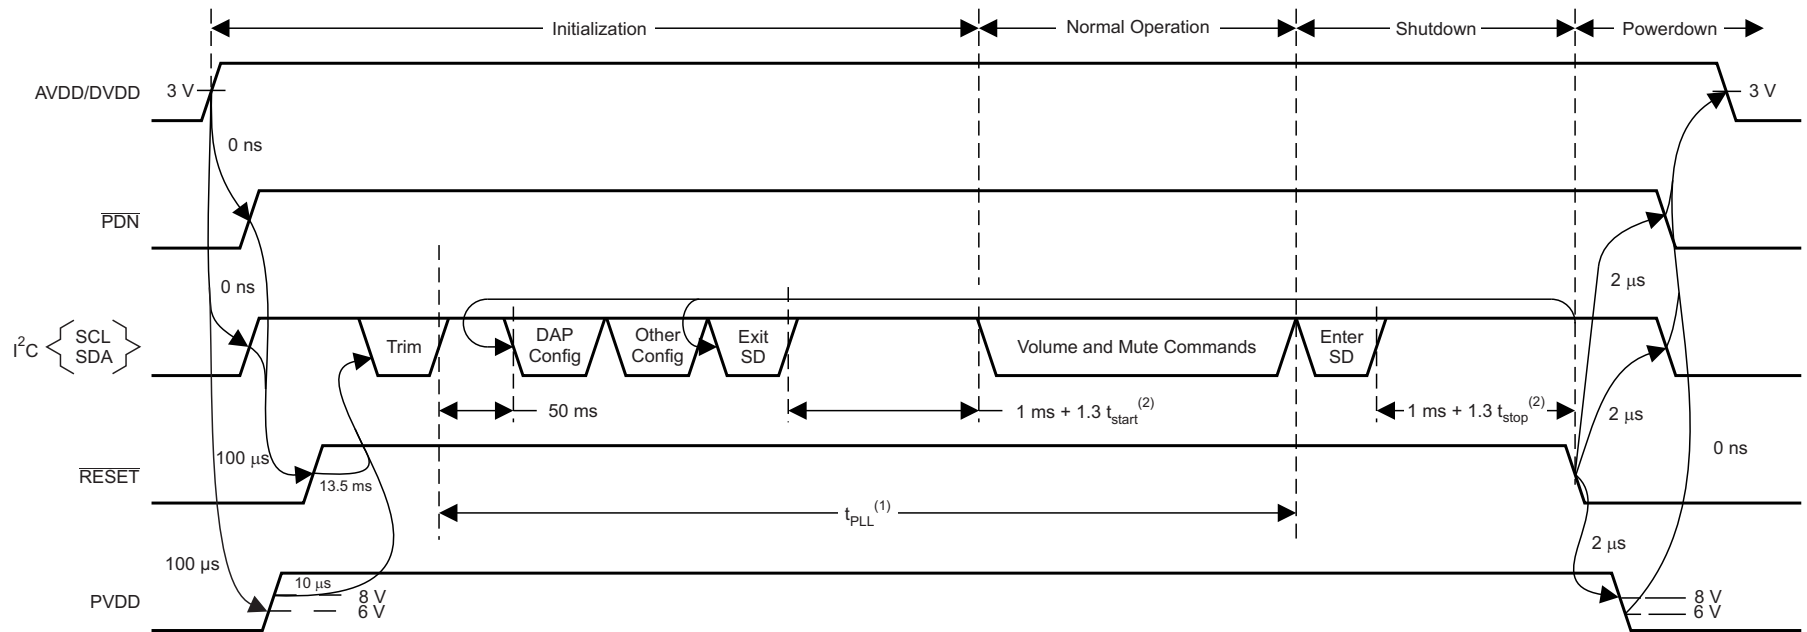 Initialization
Normal Operation
Shutdown
Powerdown
AVDD/DVDD
3 V
3 V
0 ns
PDN
0 ns
2 μs
I²C
SCL
SDA
Trim
DAP
Config
Other
Config
Exit
SD
Volume and Mute Commands
Enter
SD
50 ms
1 ms + 1.3 t_start(2)
1 ms + 1.3 t_stop(2)
2 μs
100 μs
0 ns
RESET
13.5 ms
t_PLL(1)
2 μs
100 μs
10 μs
PVDD
8 V
6 V
8 V
6 V